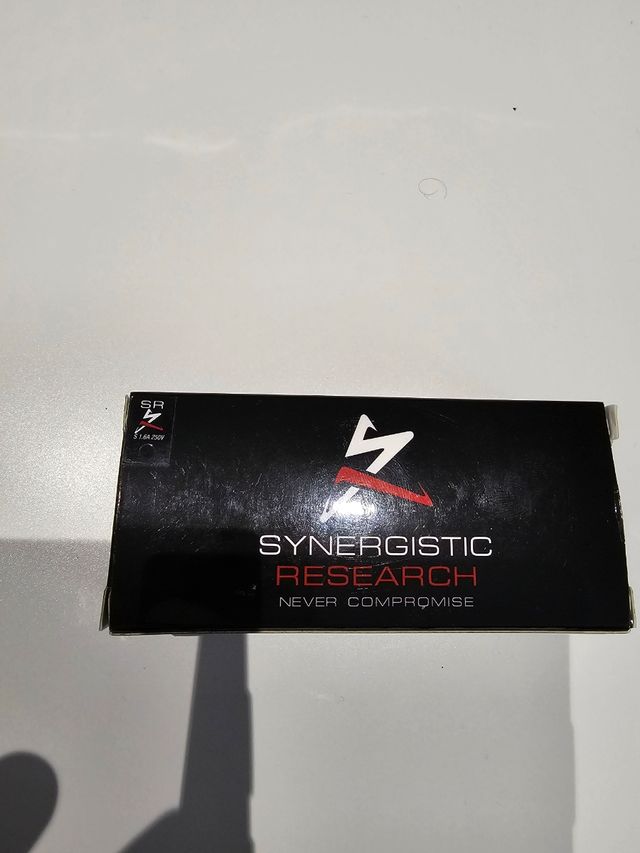 SR
S 1.6A 250V
SYNERGISTIC
RESEARCH
NEVER COMPROMISE